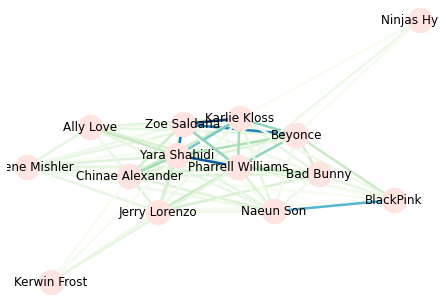 Ninjas Hy
Karlie Kloss
Zoe Saldana
Ally Love
Beyonce
Yara Shahidi
ene Mishler
Pharrell Williams
Chinae Alexander
Bad Bunny
BlackPink
Jerry Lorenzo
Naeun Son
Kerwin Frost